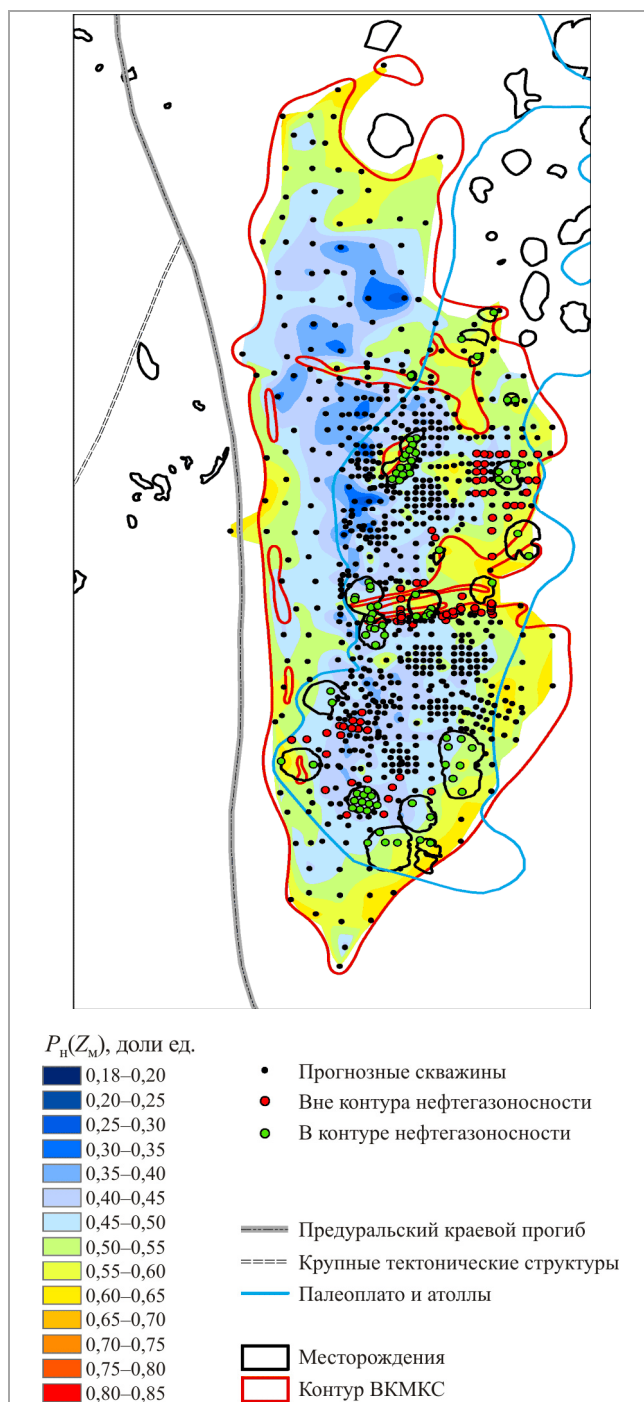 Pн(Zм), доли ед.
0,18–0,20
0,20–0,25
0,25–0,30
0,30–0,35
0,35–0,40
0,40–0,45
0,45–0,50
0,50–0,55
0,55–0,60
0,60–0,65
0,65–0,70
0,70–0,75
0,75–0,80
0,80–0,85
Прогнозные скважины
Вне контура нефтегазоносности
В контуре нефтегазоносности
Предуральский краевой прогиб
Крупные тектонические структуры
Палеоплато и атоллы
Месторождения
Контур ВКМКС